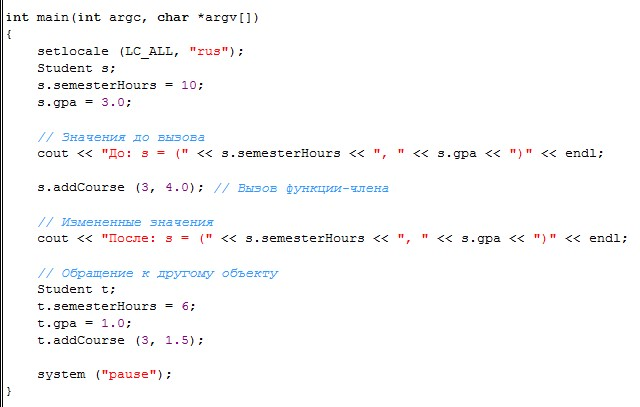 int main(int argc, char *argv[])
{
setlocale (LC_ALL, "rus");
Student s;
s.semesterHours = 10;
s.gpa = 3.0;
// Значения до вызова
cout << "До: s = (" << s.semesterHours << ", " << s.gpa << ")" << endl;
s.addCourse (3, 4.0); // Вызов функции-члена
// Измененные значения
cout << "После: s = (" << s.semesterHours << ", " << s.gpa << ")" << endl;
// Обращение к другому объекту
Student t;
t.semesterHours = 6;
t.gpa = 1.0;
t.addCourse (3, 1.5);
system ("pause");
}